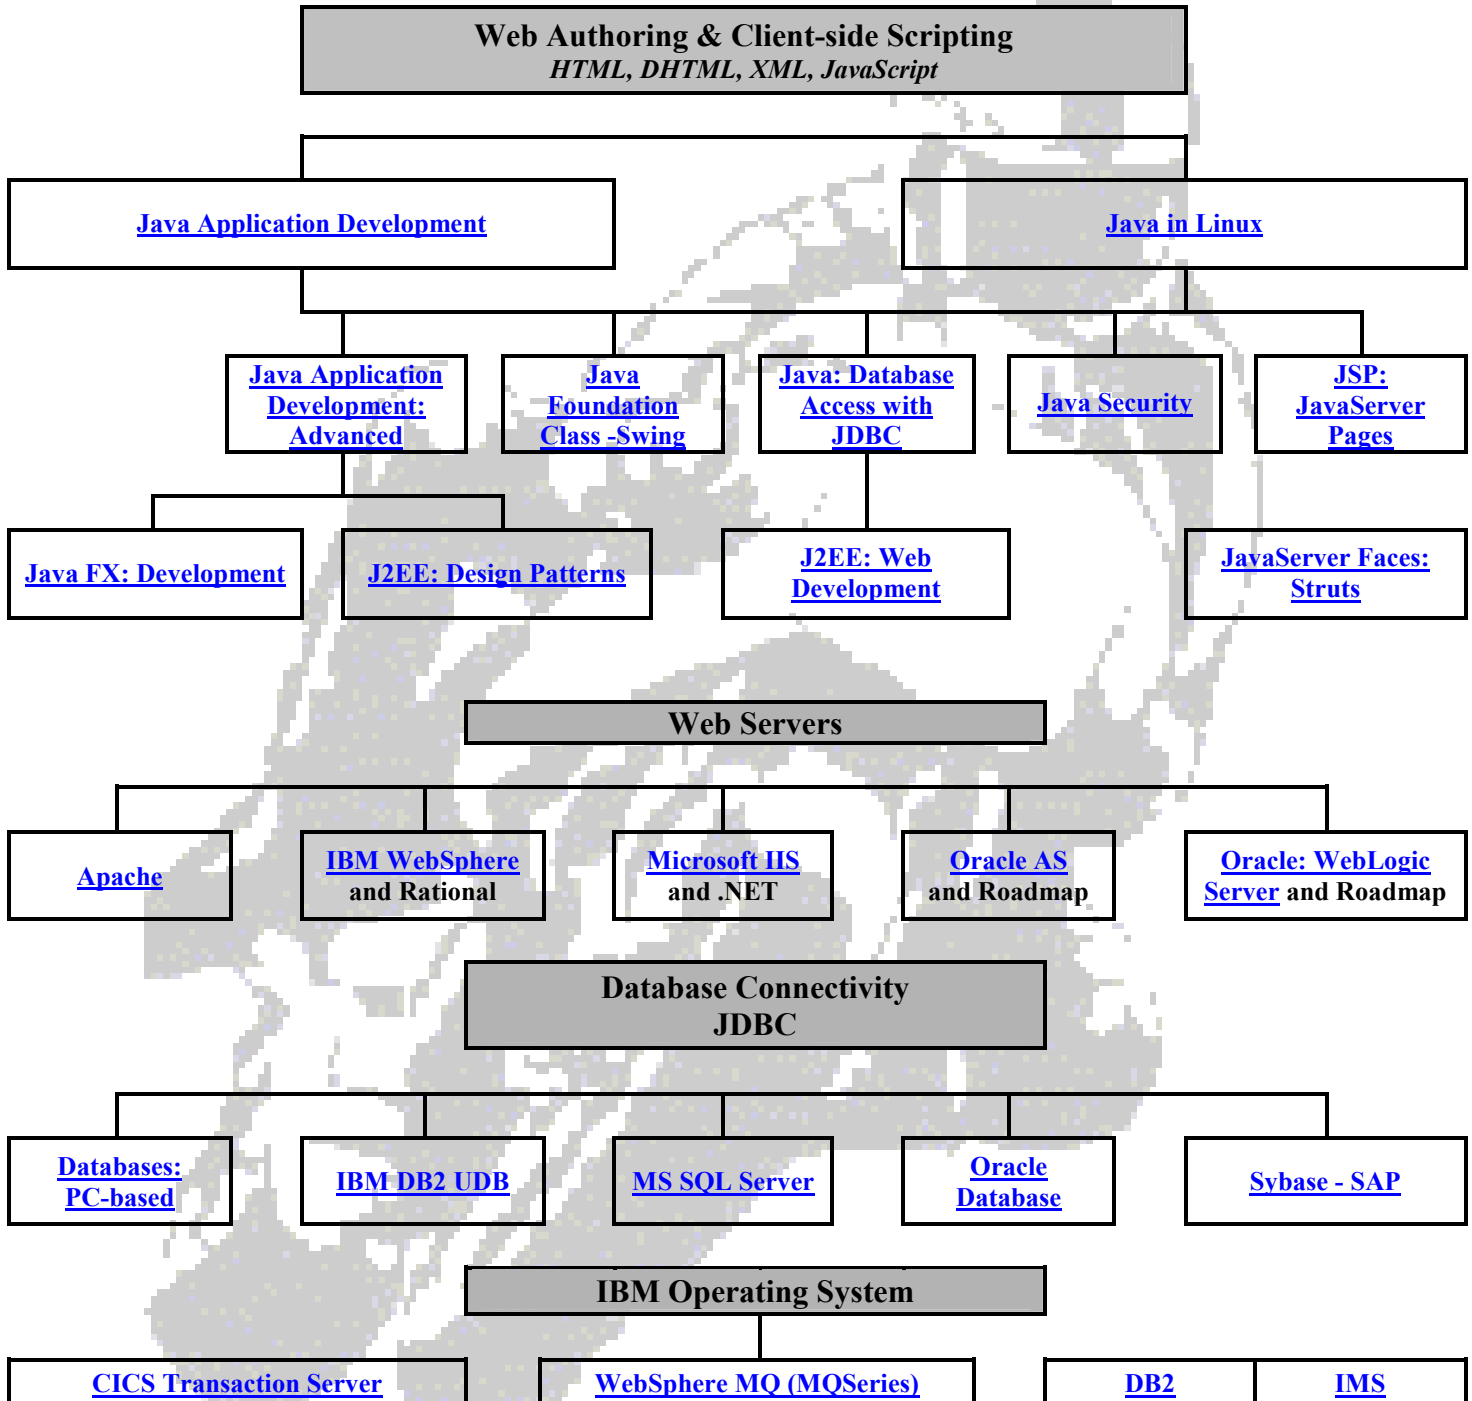 Web Authoring & Client-side Scripting
HTML, DHTML, XML, JavaScript
Java Application Development
Java in Linux
Java Application
Development:
Advanced
Java
Foundation
Class -Swing
Java: Database
Access with
JDBC
Java Security
JSP:
JavaServer
Pages
Java FX: Development
J2EE: Design Patterns
J2EE: Web
Development
JavaServer Faces:
Struts
Web Servers
Apache
IBM WebSphere
and Rational
Microsoft IIS
and .NET
Oracle AS
and Roadmap
Oracle: WebLogic
Server and Roadmap
Database Connectivity
JDBC
Databases:
PC-based
IBM DB2 UDB
MS SQL Server
Oracle
Database
Sybase - SAP
IBM Operating System
CICS Transaction Server
WebSphere MQ (MQSeries)
DB2
IMS